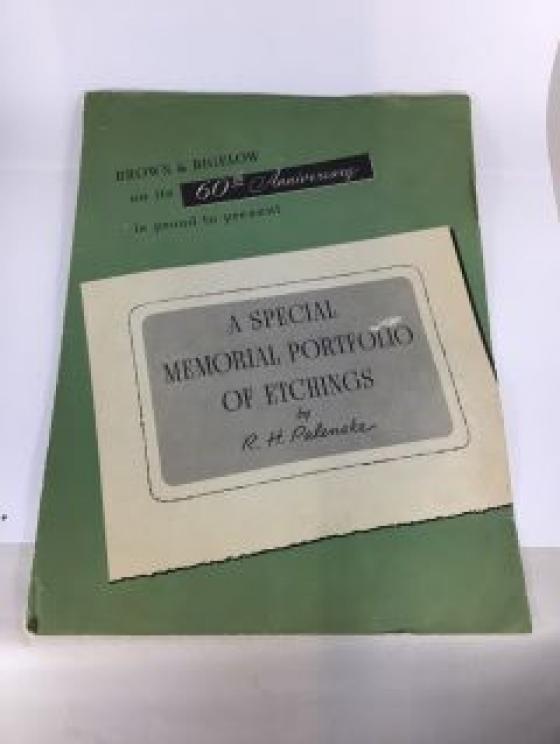 BROWN & BIGELOW
on its 60th Anniversary
is proud to present
A SPECIAL
MEMORIAL PORTFOLIO
OF ETCHINGS
by
R. H. Palenske